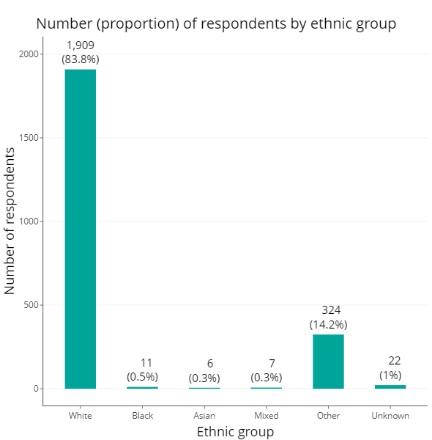 Number (proportion) of respondents by ethnic group
1,909
(83.8%)
2000
1500
1000
500
0
Number of respondents
11
(0.5%)
6
(0.3%)
7
(0.3%)
324
(14.2%)
22
(1%)
White
Black
Asian
Mixed
Other
Unknown
Ethnic group